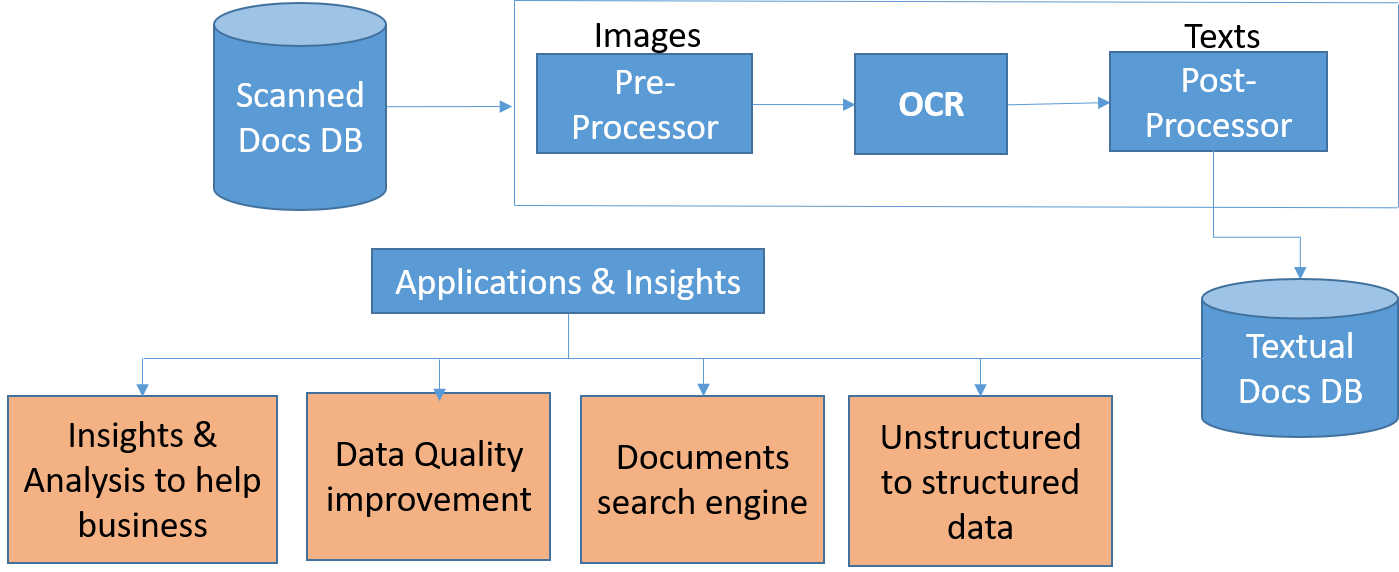 Images
Texts
Scanned
Docs DB
Pre-
Processor
OCR
Post-
Processor
Applications & Insights
Textual
Docs DB
Insights &
Analysis to help
business
Data Quality
improvement
Documents
search engine
Unstructured
to structured
data